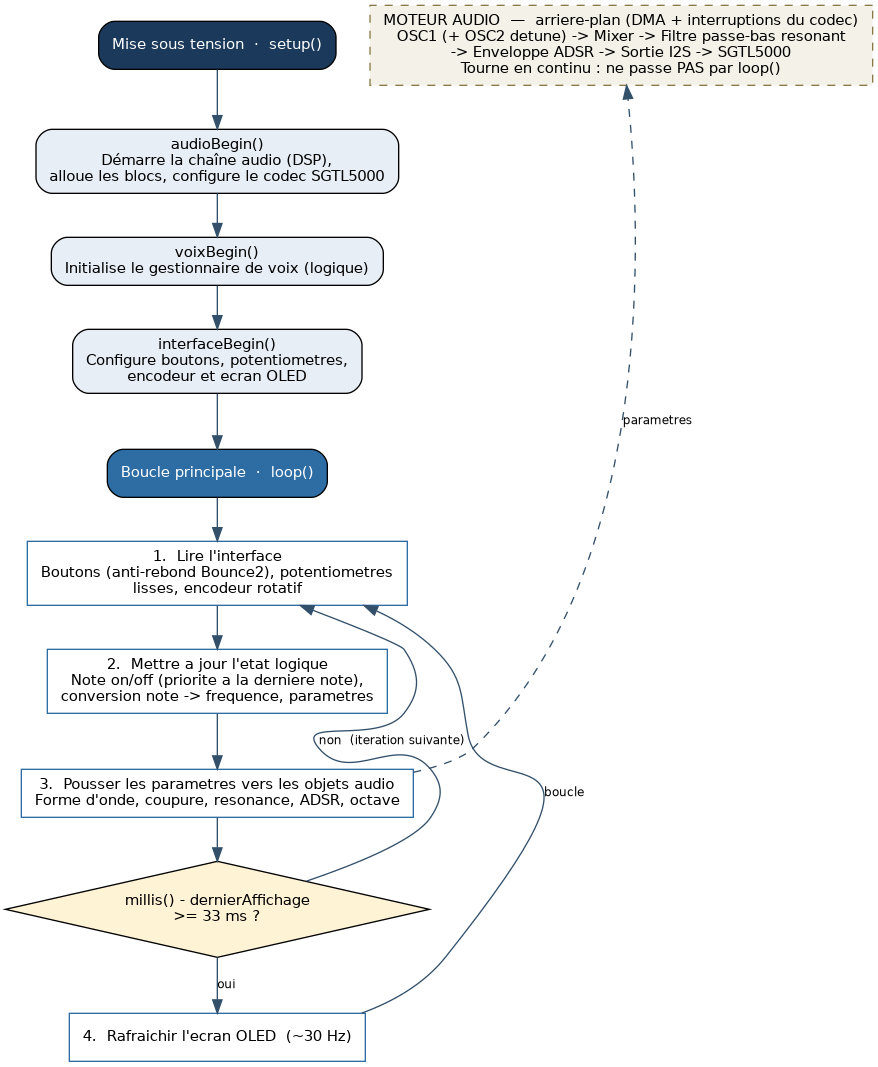 Mise sous tension  ·  setup()
MOTEUR AUDIO  —  arriere-plan (DMA + interruptions du codec)
OSC1 (+ OSC2 detune) -> Mixer -> Filtre passe-bas resonant
-> Enveloppe ADSR -> Sortie I2S -> SGTL5000
Tourne en continu : ne passe PAS par loop()
audioBegin()
Démarre la chaîne audio (DSP),
alloue les blocs, configure le codec SGTL5000
voixBegin()
Initialise le gestionnaire de voix (logique)
interfaceBegin()
Configure boutons, potentiometres,
encodeur et ecran OLED
parametres
Boucle principale  ·  loop()
1.  Lire l'interface
Boutons (anti-rebond Bounce2), potentiometres
lisses, encodeur rotatif
2.  Mettre a jour l'etat logique
Note on/off (priorite a la derniere note),
conversion note -> frequence, parametres
non  (iteration suivante)
3.  Pousser les parametres vers les objets audio
Forme d'onde, coupure, resonance, ADSR, octave
boucle
millis() - dernierAffichage
>= 33 ms ?
oui
4.  Rafraichir l'ecran OLED  (~30 Hz)